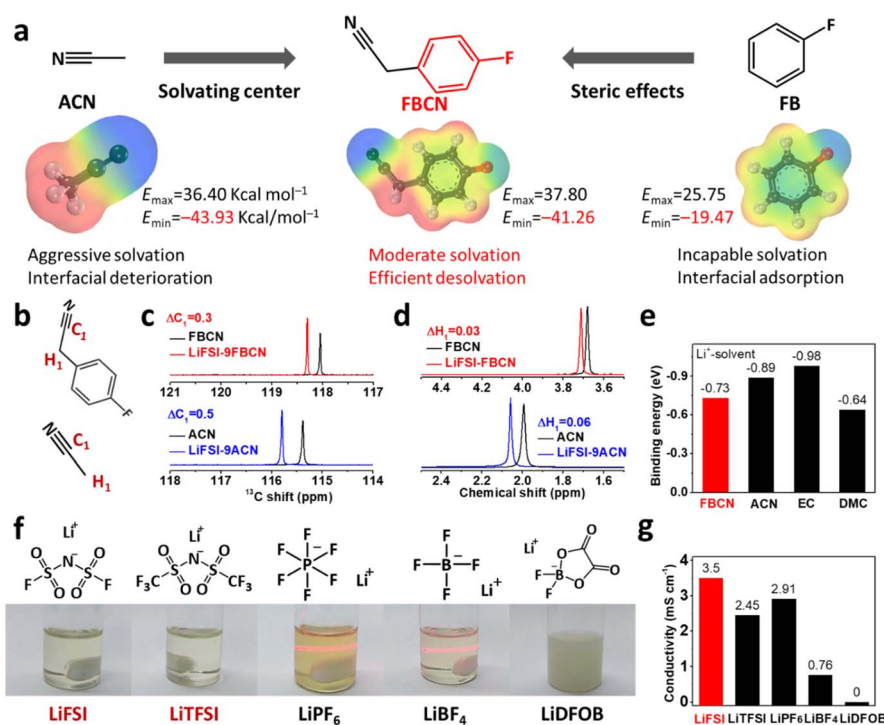 a
N
ACN
Solvating center
N
F
FBCN
Steric effects
F
FB
Emax=36.40 Kcal mol⁻¹
Emin=−43.93 Kcal/mol⁻¹
Emax=37.80
Emin=−41.26
Emax=25.75
Emin=−19.47
Aggressive solvation
Interfacial deterioration
Moderate solvation
Efficient desolvation
Incapable solvation
Interfacial adsorption
b
N
C1
H1
F
N
C1
H1
c
ΔC1=0.3
FBCN
LiFSI-9FBCN
121 120 119 118 117
ΔC1=0.5
ACN
LiFSI-9ACN
118 117 116 115 114
¹³C shift (ppm)
d
ΔH1=0.03
FBCN
LiFSI-FBCN
4.4 4.2 4.0 3.8 3.6
ΔH1=0.06
ACN
LiFSI-9ACN
2.4 2.2 2.0 1.8 1.6
Chemical shift (ppm)
e
Li⁺-solvent
Binding energy (eV)
-0.9
-0.6
-0.3
0.0
-0.73
-0.89
-0.98
-0.64
FBCN ACN EC DMC
f
Li⁺
O O
F S N⁻ S F
O O
Li⁺
O O
F3C S N⁻ S CF3
O O
F
F F
P⁻
F F
F
Li⁺
F
F B⁻ F
F
Li⁺
Li⁺
F O O
B⁻
F O O
LiFSI
LiTFSI
LiPF6
LiBF4
LiDFOB
g
Conductivity (mS cm⁻¹)
4
3
2
1
0
3.5
2.45
2.91
0.76
0
LiFSI LiTFSI LiPF6 LiBF4 LiDFOB